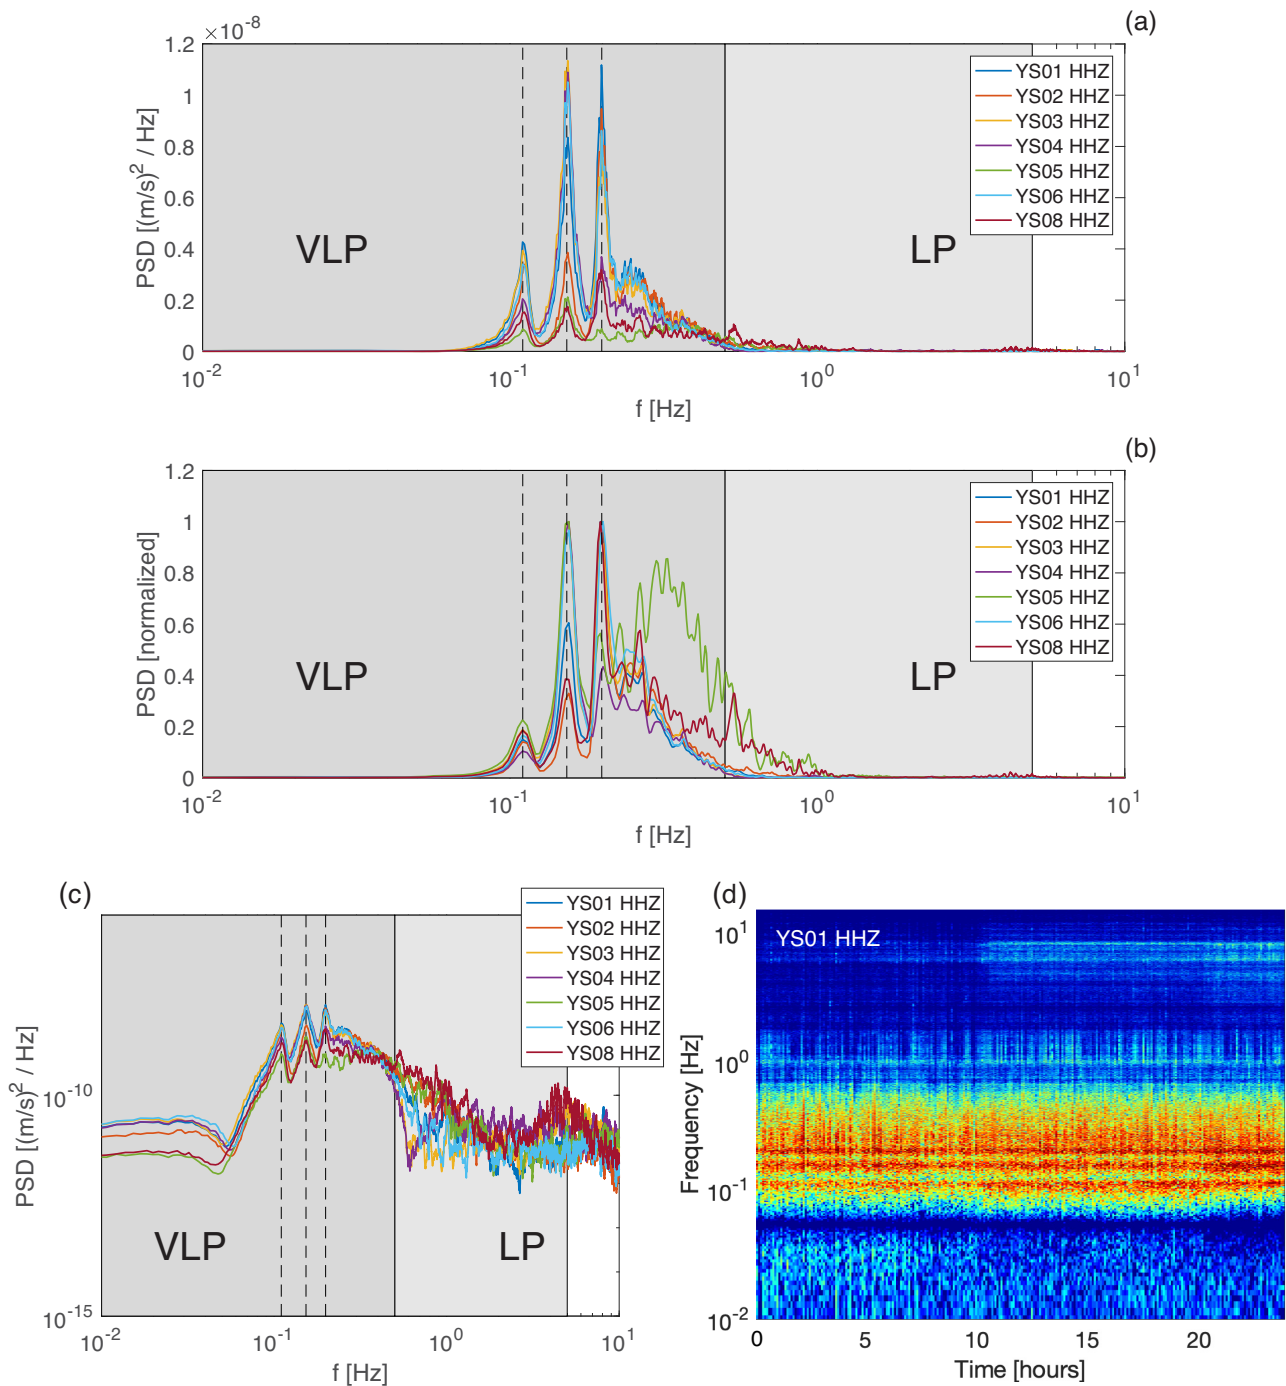 (a)
×10^-8
1.2
1
0.8
0.6
0.4
0.2
0
PSD [(m/s)^2 / Hz]
VLP
LP
YS01 HHZ
YS02 HHZ
YS03 HHZ
YS04 HHZ
YS05 HHZ
YS06 HHZ
YS08 HHZ
10^-2
10^-1
10^0
10^1
f [Hz]
(b)
1.2
1
0.8
0.6
0.4
0.2
0
PSD [normalized]
VLP
LP
YS01 HHZ
YS02 HHZ
YS03 HHZ
YS04 HHZ
YS05 HHZ
YS06 HHZ
YS08 HHZ
10^-2
10^-1
10^0
10^1
f [Hz]
(c)
YS01 HHZ
YS02 HHZ
YS03 HHZ
YS04 HHZ
YS05 HHZ
YS06 HHZ
YS08 HHZ
PSD [(m/s)^2 / Hz]
10^-10
10^-15
VLP
LP
10^-2
10^-1
10^0
10^1
f [Hz]
(d)
YS01 HHZ
Frequency [Hz]
10^1
10^0
10^-1
10^-2
0
5
10
15
20
Time [hours]